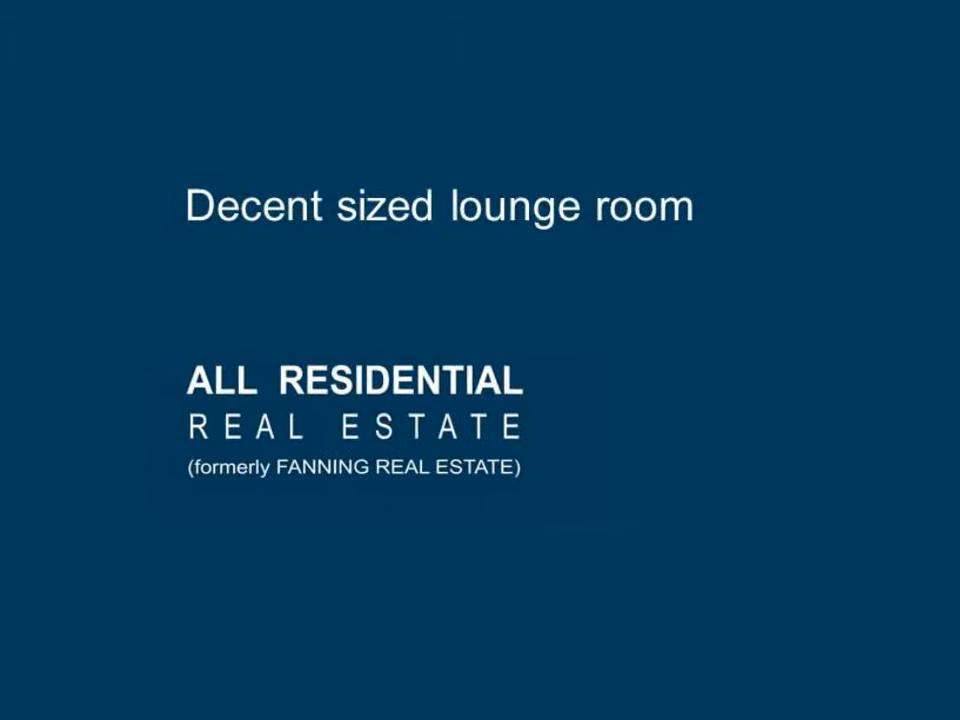 Decent sized lounge room
ALL RESIDENTIAL
REAL ESTATE
(formerly FANNING REAL ESTATE)